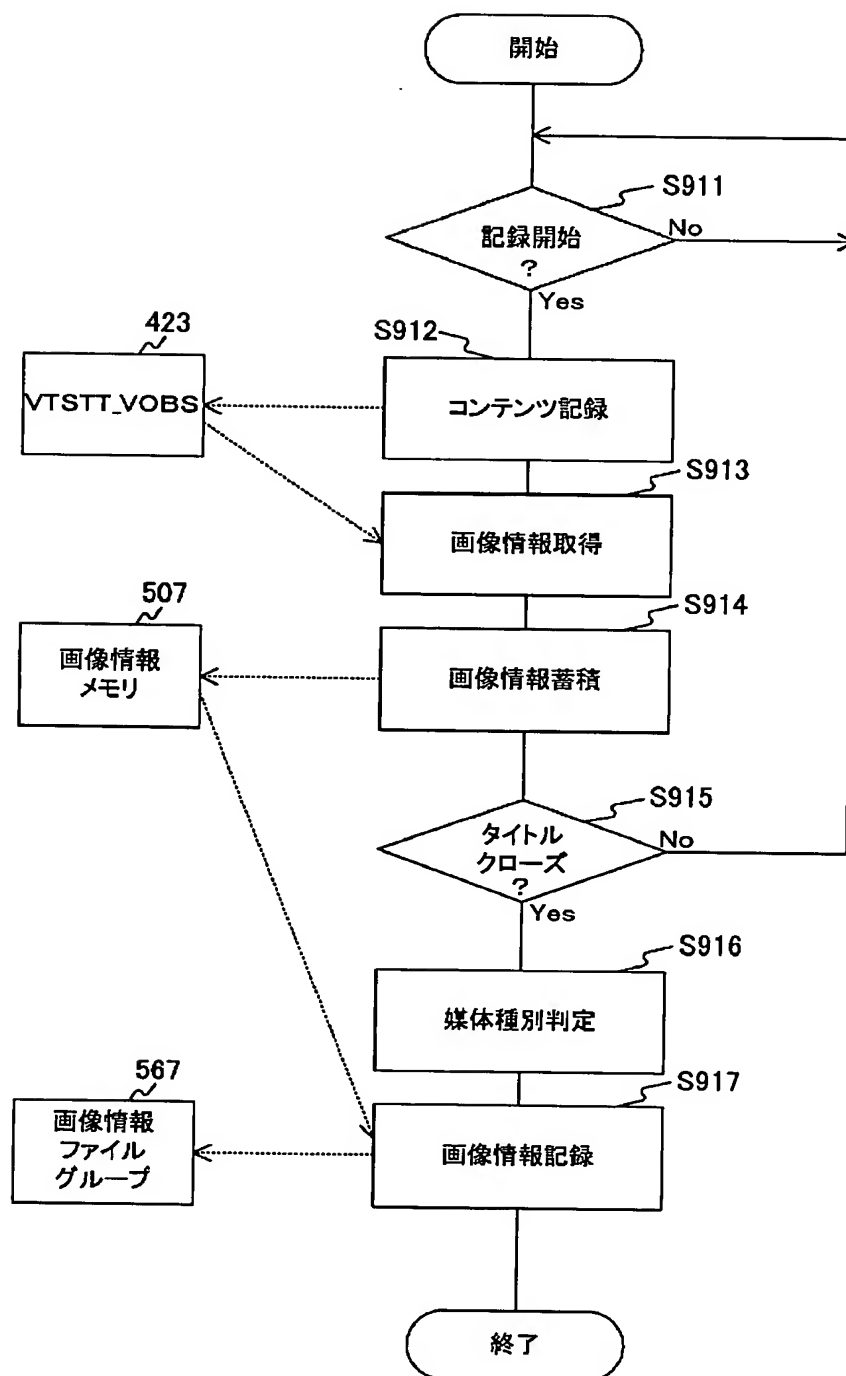 開始
S911
記録開始
?
No
Yes
S912
423
VTSTT_VOBS
コンテンツ記録
S913
画像情報取得
S914
507
画像情報
メモリ
画像情報蓄積
S915
タイトル
クローズ
?
No
Yes
S916
媒体種別判定
S917
567
画像情報
ファイル
グループ
画像情報記録
終了